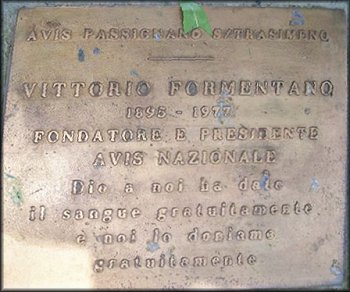 AVIS PASSIGNANO S/TRASIMENO
VITTORIO FORMENTANO
1895 - 1977
FONDATORE E PRESIDENTE
AVIS NAZIONALE
Dio a noi ha dato
il sangue gratuitamente
e noi lo doniamo
gratuitamente